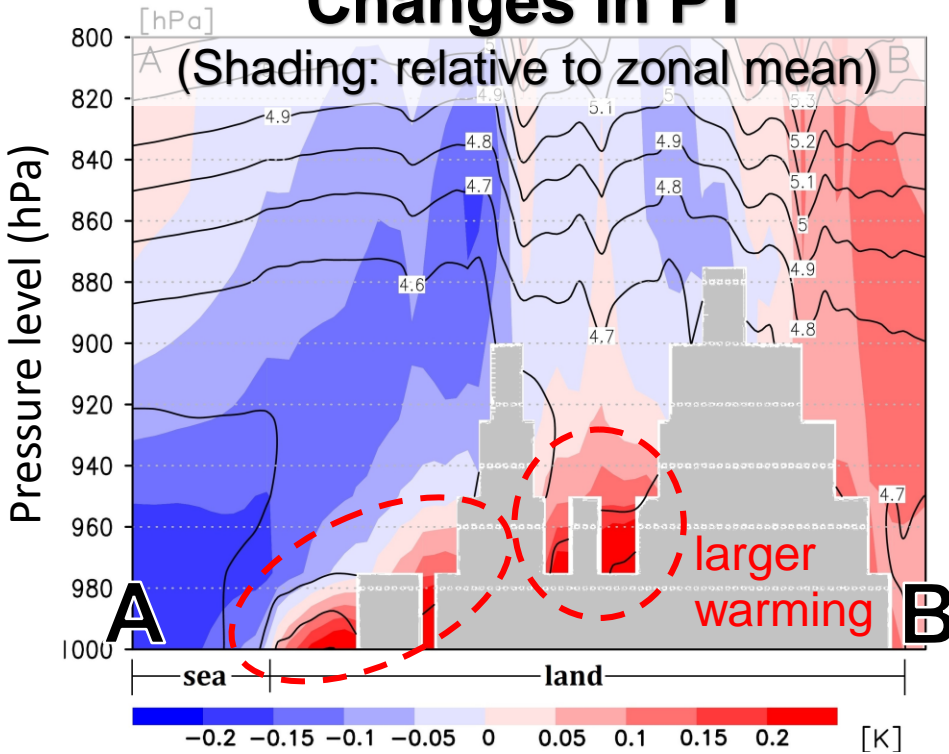 Changes in PT
[hPa]
(Shading: relative to zonal mean)
A
B
Pressure level (hPa)
800
820
840
860
880
900
920
940
960
980
1000
5
4.9
4.9
4.8
4.7
4.6
5.1
5
4.9
4.8
4.7
5.3
5.2
5.1
5
4.9
4.8
4.7
larger
warming
A
B
sea
land
−0.2 −0.15 −0.1 −0.05 0 0.05 0.1 0.15 0.2
[K]